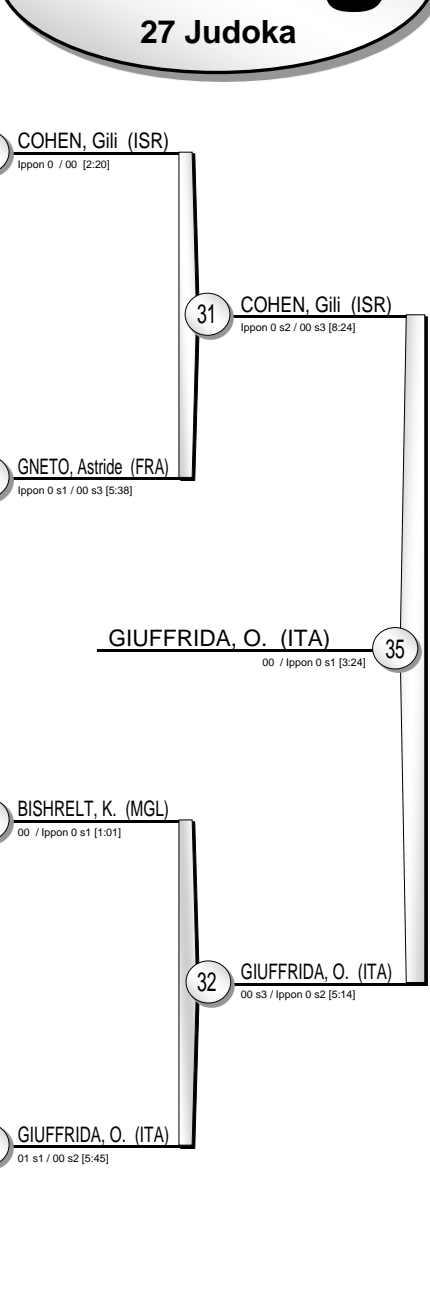 27 Judoka
COHEN, Gili (ISR)
Ippon 0 / 00 [2:20]
31
COHEN, Gili (ISR)
Ippon 0 s2 / 00 s3 [8:24]
GNETO, Astride (FRA)
Ippon 0 s1 / 00 s3 [5:38]
GIUFFRIDA, O. (ITA)
00 / Ippon 0 s1 [3:24]
35
BISHRELT, K. (MGL)
00 / Ippon 0 s1 [1:01]
32
GIUFFRIDA, O. (ITA)
00 s3 / Ippon 0 s2 [5:14]
GIUFFRIDA, O. (ITA)
01 s1 / 00 s2 [5:45]